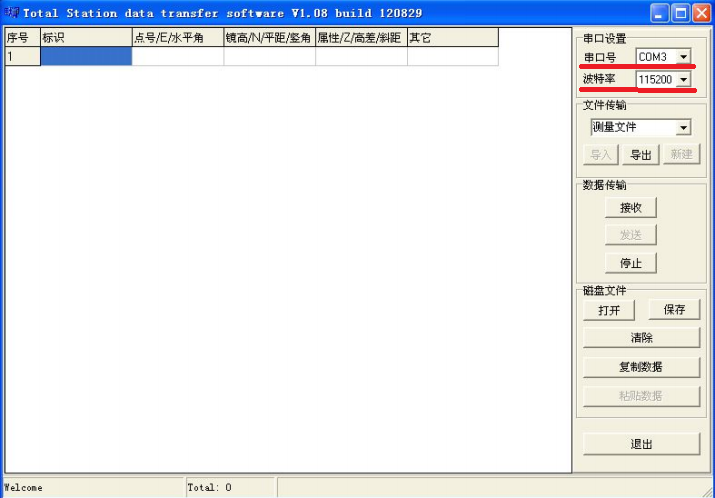 Total Station data transfer software V1.08 build 120829
序号 标识 点号/E/水平角 镜高/N/平距/竖角 属性/Z/高差/斜距 其它
1
串口设置
串口号 COM3
波特率 115200
文件传输
测量文件
导入 导出 新建
数据传输
接收
发送
停止
磁盘文件
打开 保存
清除
复制数据
粘贴数据
退出
Welcome Total: 0